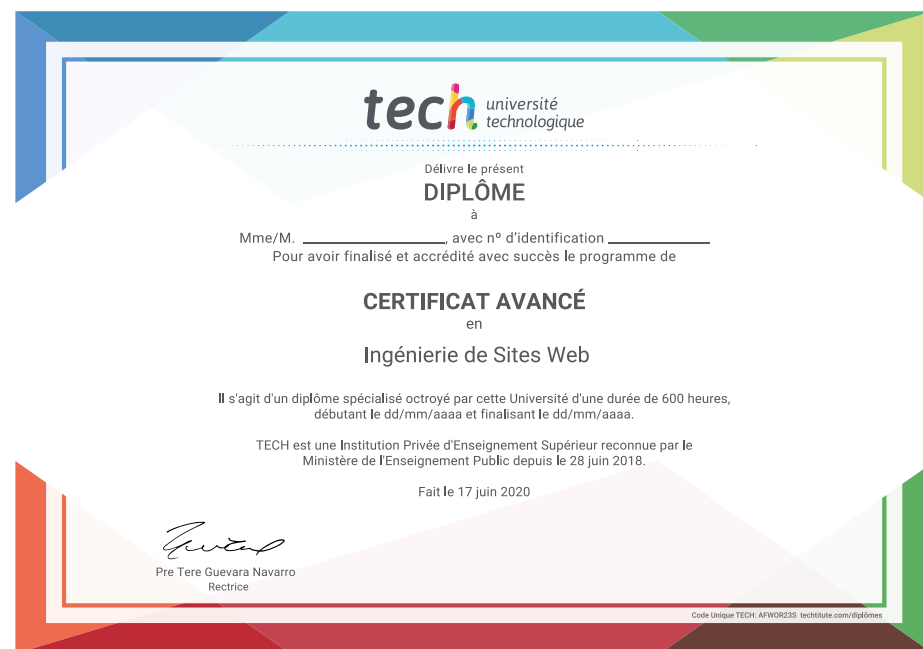 tech université
technologique
Délivre le présent
DIPLÔME
à
Mme/M. ____________________, avec nº d'identification ______________
Pour avoir finalisé et accrédité avec succès le programme de
CERTIFICAT AVANCÉ
en
Ingénierie de Sites Web
Il s'agit d'un diplôme spécialisé octroyé par cette Université d'une durée de 600 heures,
débutant le dd/mm/aaaa et finalisant le dd/mm/aaaa.
TECH est une Institution Privée d'Enseignement Supérieur reconnue par le
Ministère de l'Enseignement Public depuis le 28 juin 2018.
Fait le 17 juin 2020
Pre Tere Guevara Navarro
Rectrice
Code Unique TECH: AFWOR23S techtitute.com/diplômes